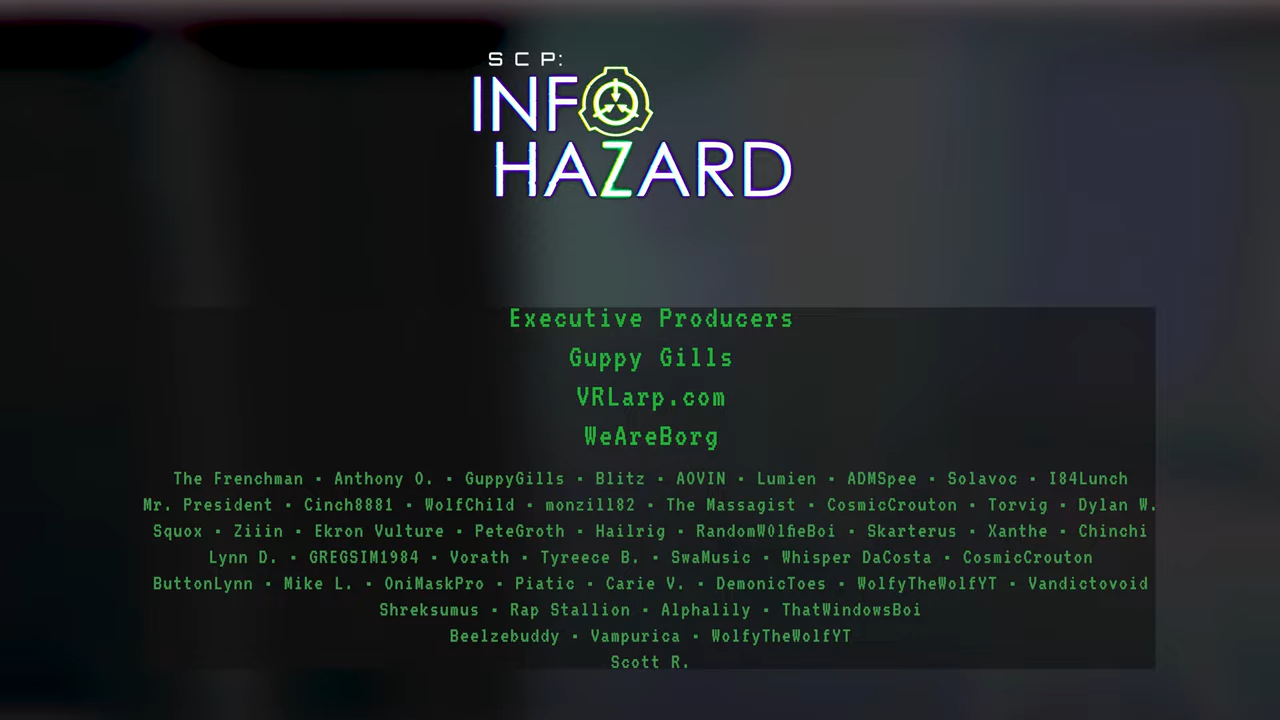 SCP:
INFO
HAZARD
Executive Producers
Guppy Gills
VRLarp.com
WeAreBorg
The Frenchman ▪ Anthony O. ▪ GuppyGills ▪ Blitz ▪ AOVIN ▪ Lumien ▪ ADMSpee ▪ Solavoc ▪ I84Lunch
Mr. President ▪ Cinch8881 ▪ WolfChild ▪ monzill82 ▪ The Massagist ▪ CosmicCrouton ▪ Torvig ▪ Dylan W.
Squox ▪ Ziiin ▪ Ekron Vulture ▪ PeteGroth ▪ Hailrig ▪ RandomW0lfieBoi ▪ Skarterus ▪ Xanthe ▪ Chinchi
Lynn D. ▪ GREGSIM1984 ▪ Vorath ▪ Tyreece B. ▪ SwaMusic ▪ Whisper DaCosta ▪ CosmicCrouton
ButtonLynn ▪ Mike L. ▪ OniMaskPro ▪ Piatic ▪ Carie V. ▪ DemonicToes ▪ WolfyTheWolfYT ▪ Vandictovoid
Shreksumus ▪ Rap Stallion ▪ Alphalily ▪ ThatWindowsBoi
Beelzebuddy ▪ Vampurica ▪ WolfyTheWolfYT
Scott R.